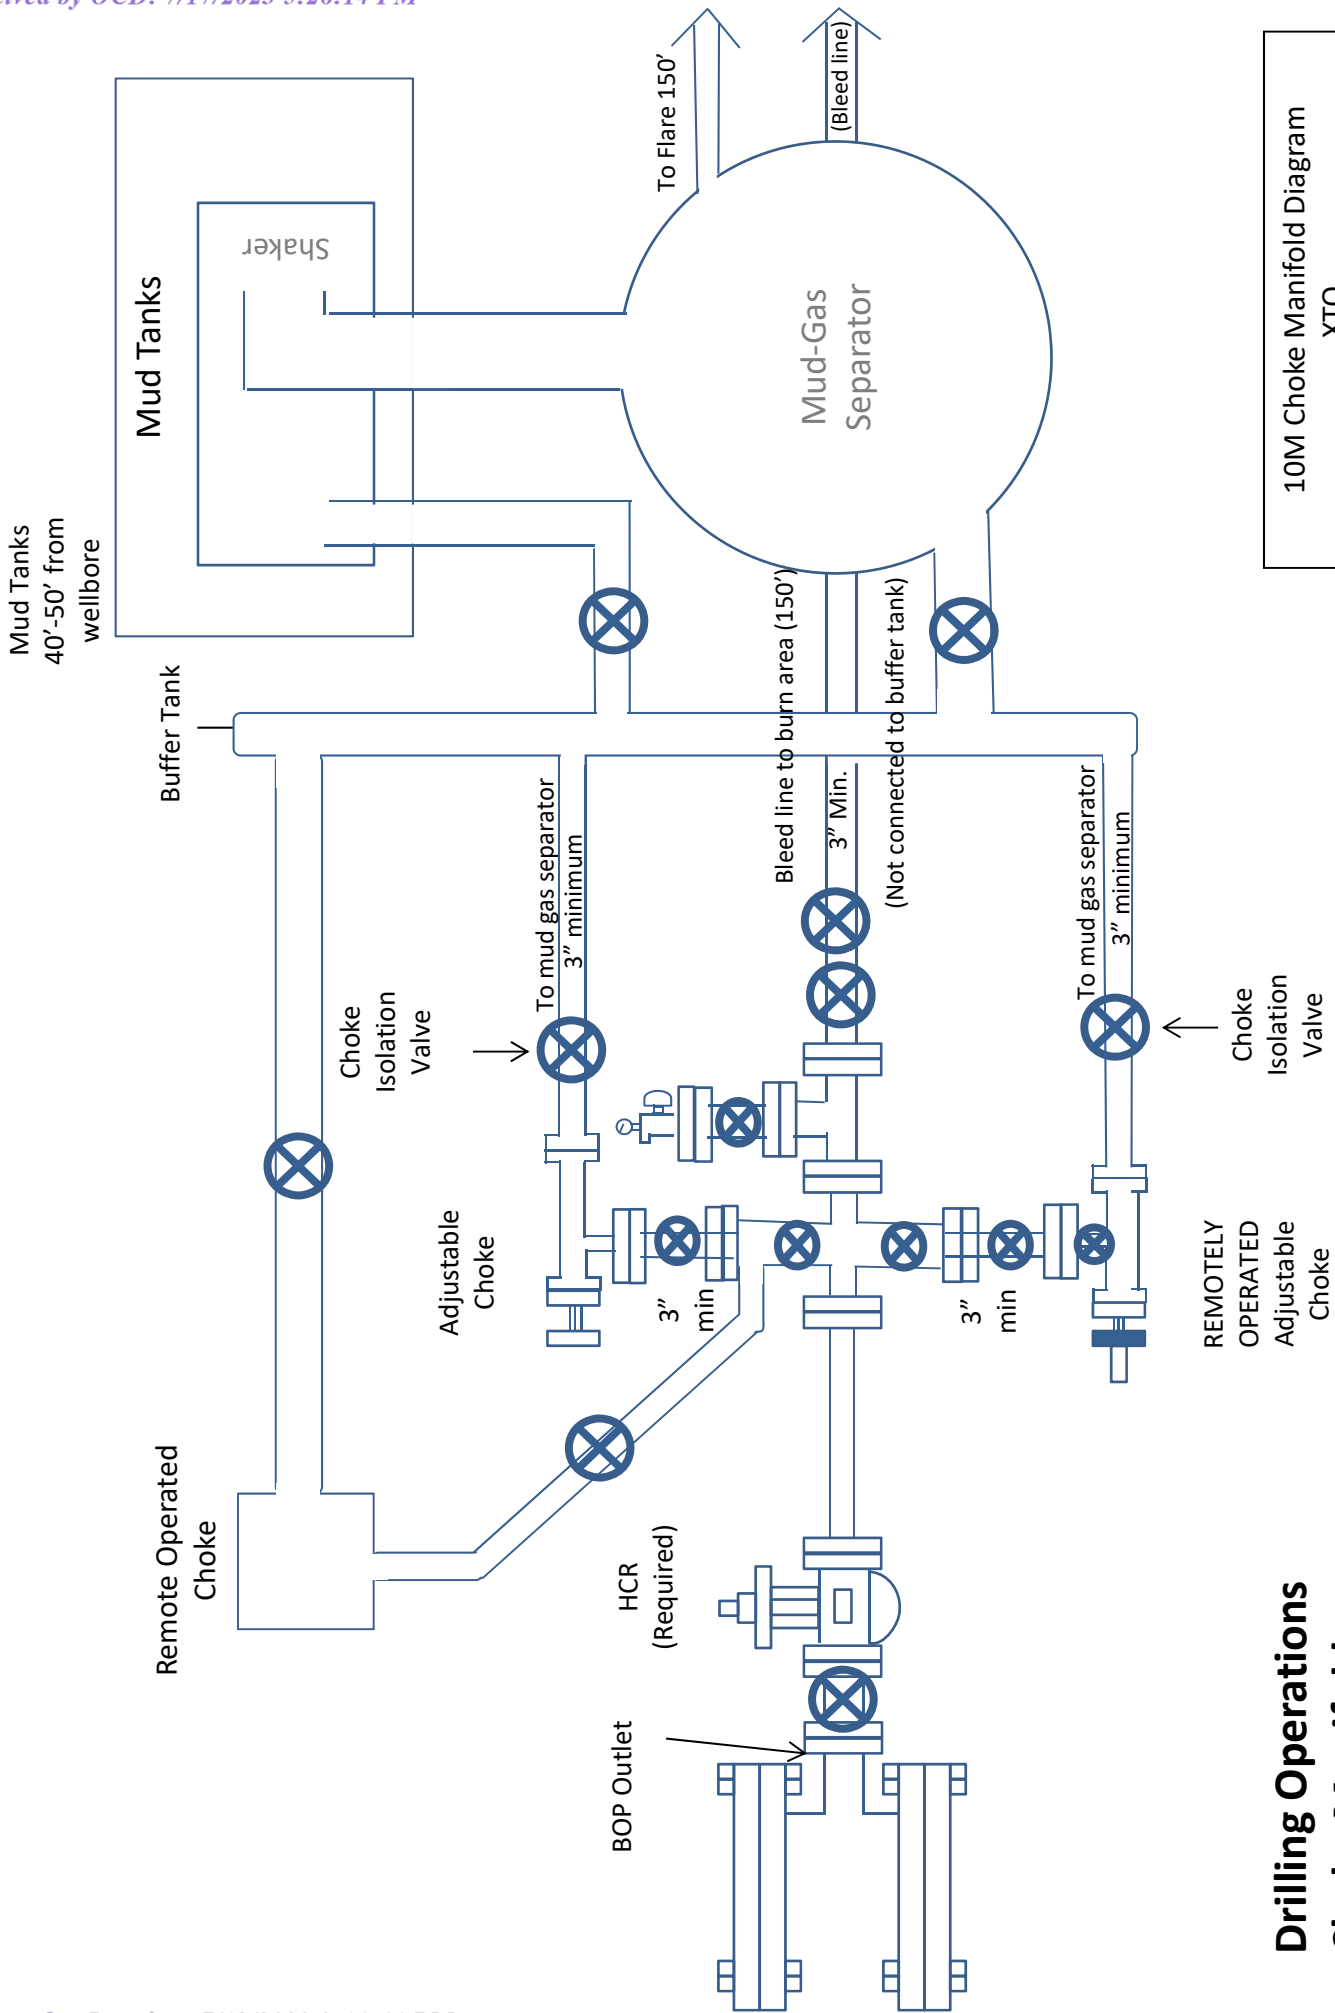 Mud Tanks
40’-50’ from
wellbore
Mud Tanks
Shaker
To Flare 150’
(Bleed line)
Mud-Gas
Separator
Buffer Tank
Bleed line to burn area (150’)
3” Min.
(Not connected to buffer tank)
To mud gas separator
3” minimum
To mud gas separator
3” minimum
Choke
Isolation
Valve
Choke
Isolation
Valve
Adjustable
Choke
3”
min
3”
min
REMOTELY
OPERATED
Adjustable
Choke
Remote Operated
Choke
HCR
(Required)
BOP Outlet
10M Choke Manifold Diagram
XTO
Drilling Operations